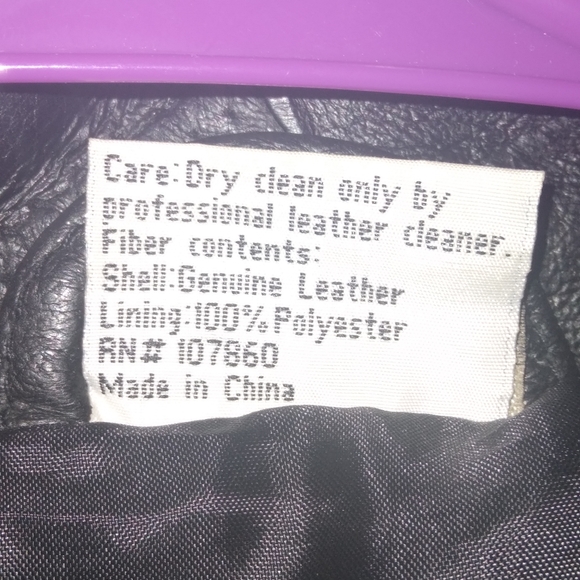 Care:Dry clean only by
professional leather cleaner.
Fiber contents:
Shell:Genuine Leather
Lining:100%Polyester
RN# 107860
Made in China